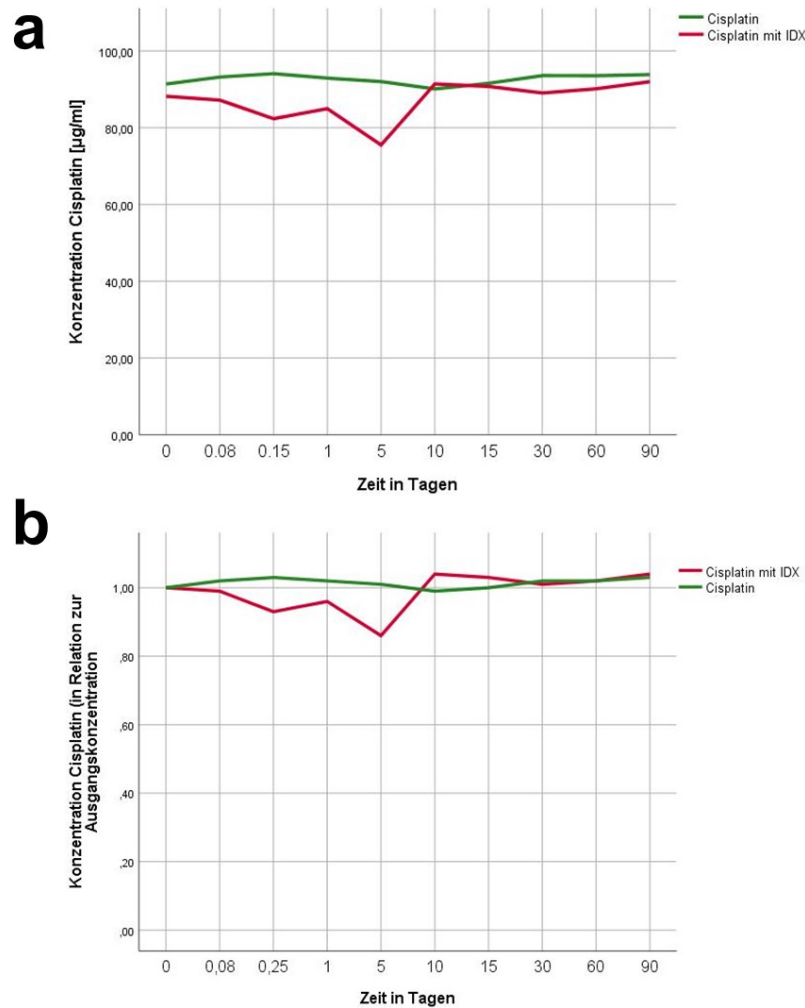 a
Cisplatin
Cisplatin mit IDX
Konzentration Cisplatin [µg/ml]
100,00
80,00
60,00
40,00
20,00
0,00
0 0.08 0.15 1 5 10 15 30 60 90
Zeit in Tagen
b
Cisplatin mit IDX
Cisplatin
Konzentration Cisplatin (in Relation zur
Ausgangskonzentration
1,00
,80
,60
,40
,20
,00
0 0,08 0,25 1 5 10 15 30 60 90
Zeit in Tagen